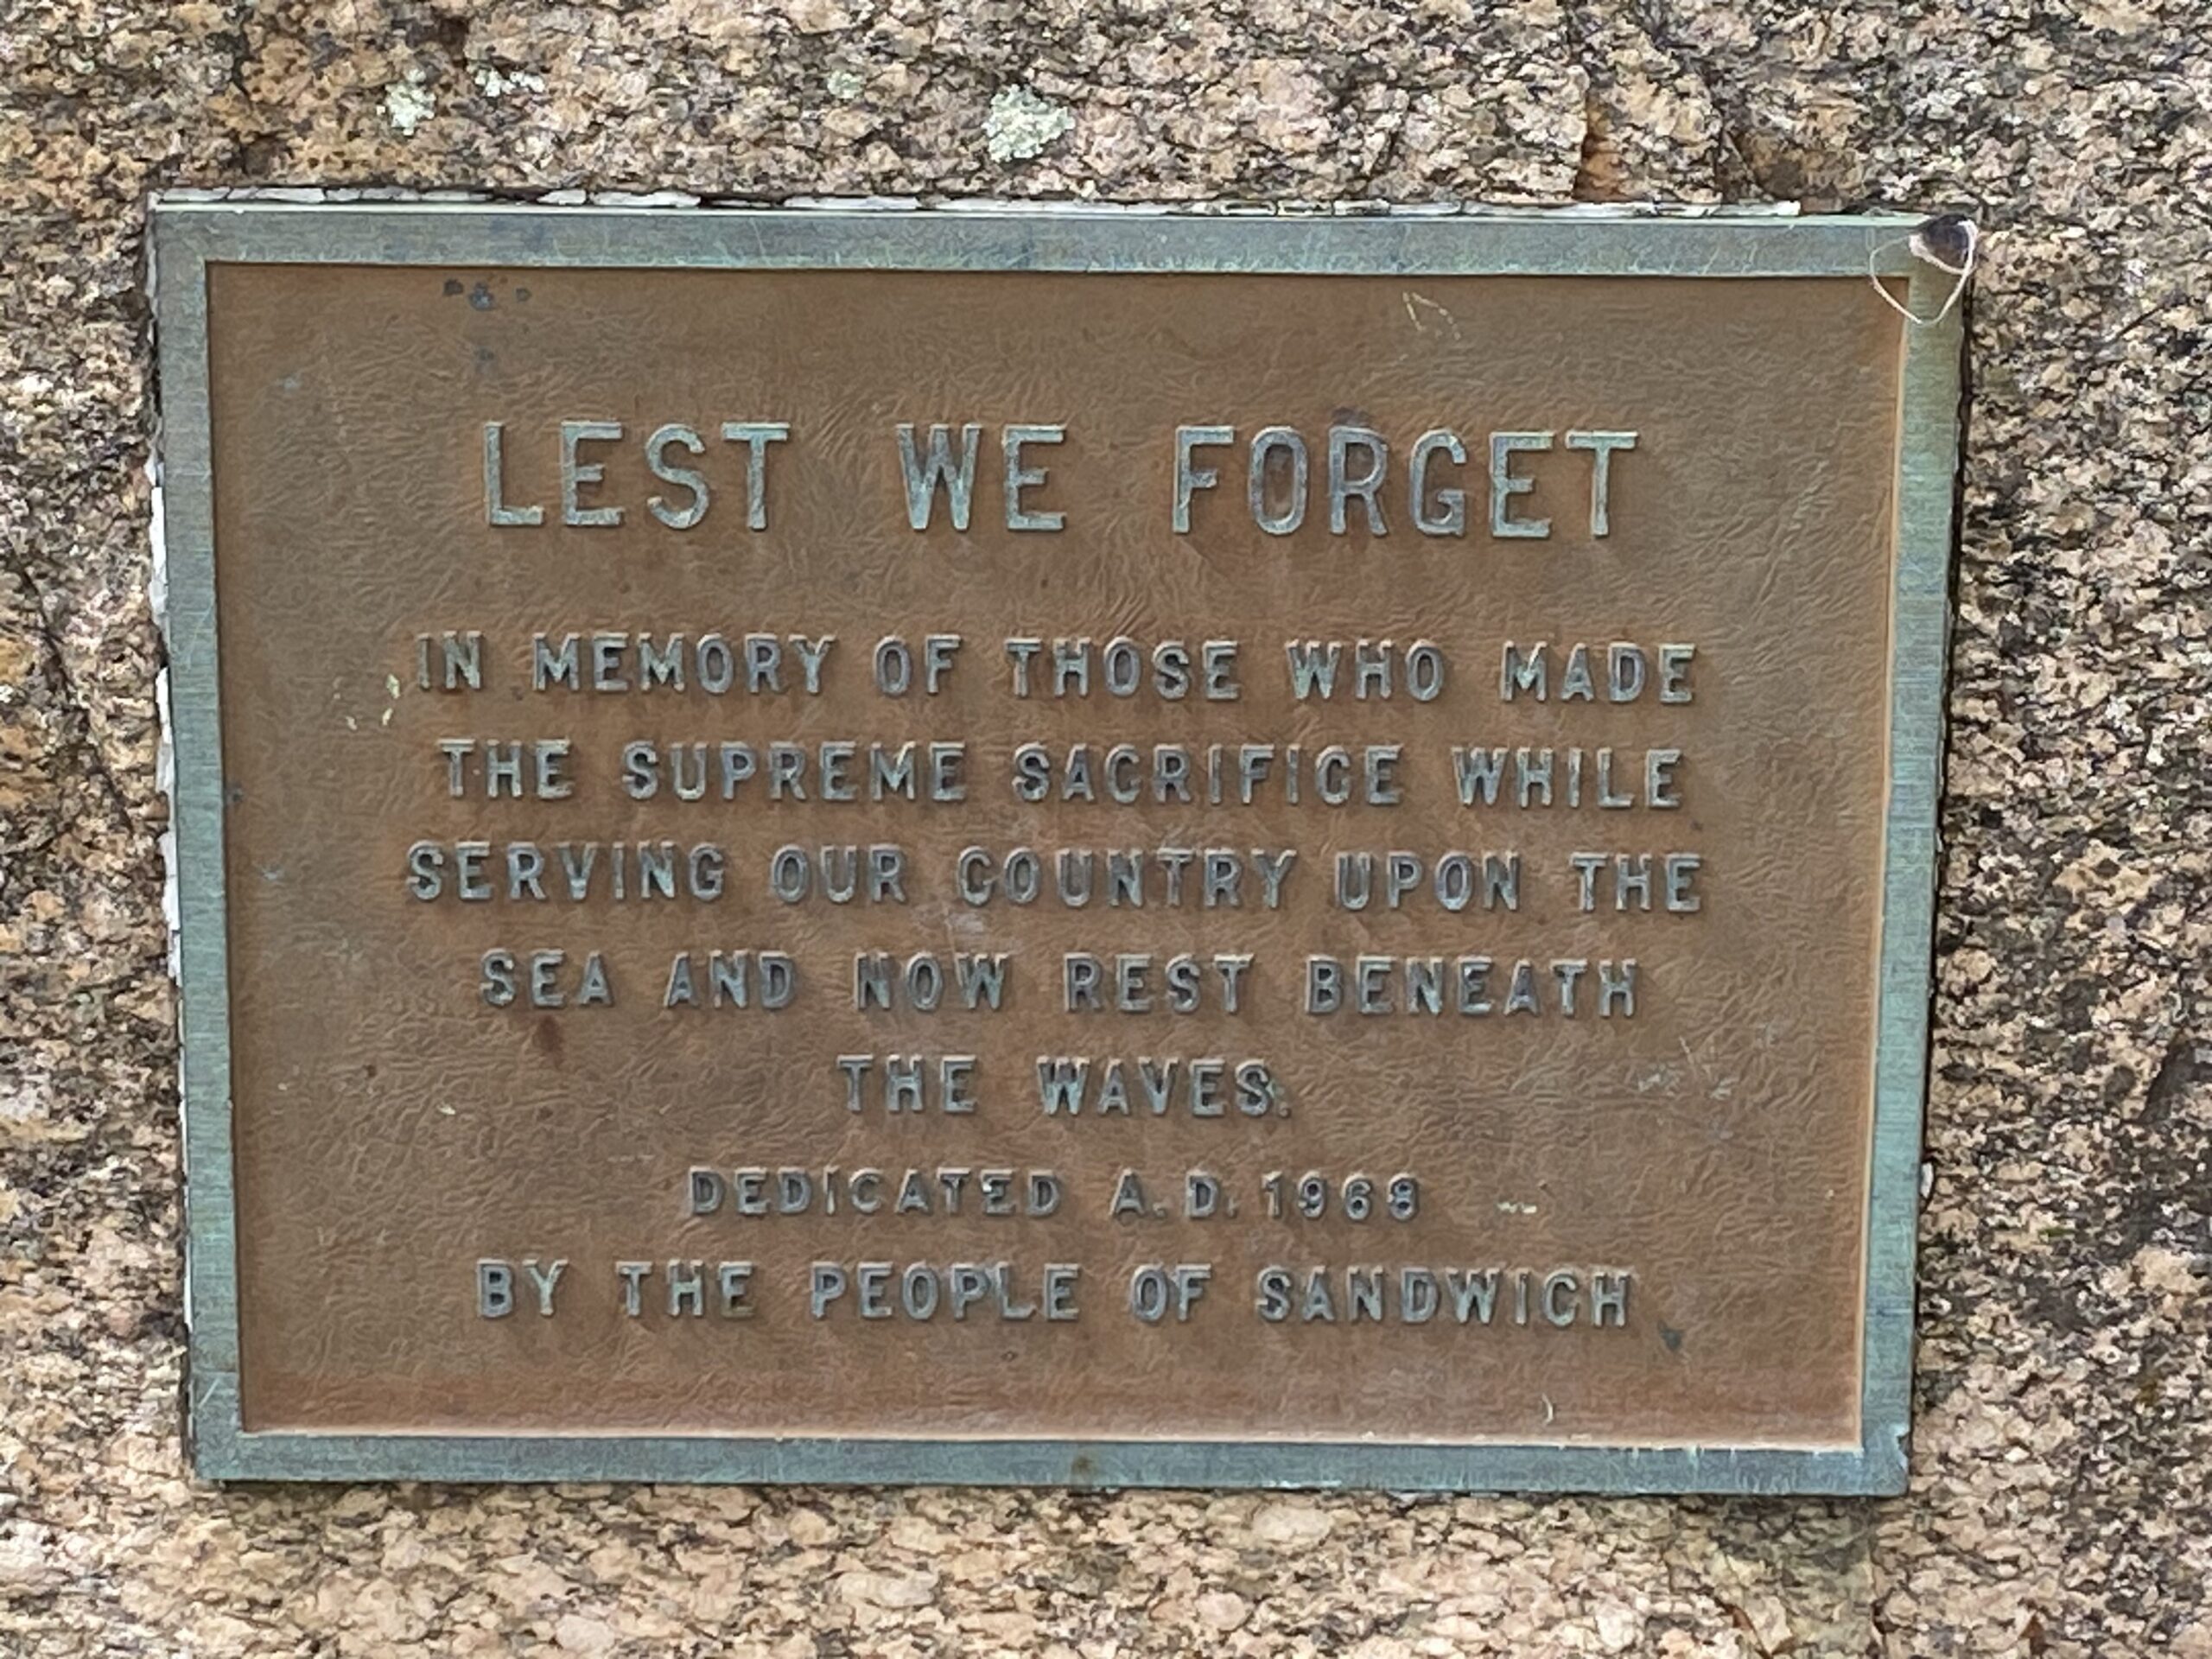 LEST WE FORGET
IN MEMORY OF THOSE WHO MADE
THE SUPREME SACRIFICE WHILE
SERVING OUR COUNTRY UPON THE
SEA AND NOW REST BENEATH
THE WAVES.
DEDICATED A.D. 1968
BY THE PEOPLE OF SANDWICH